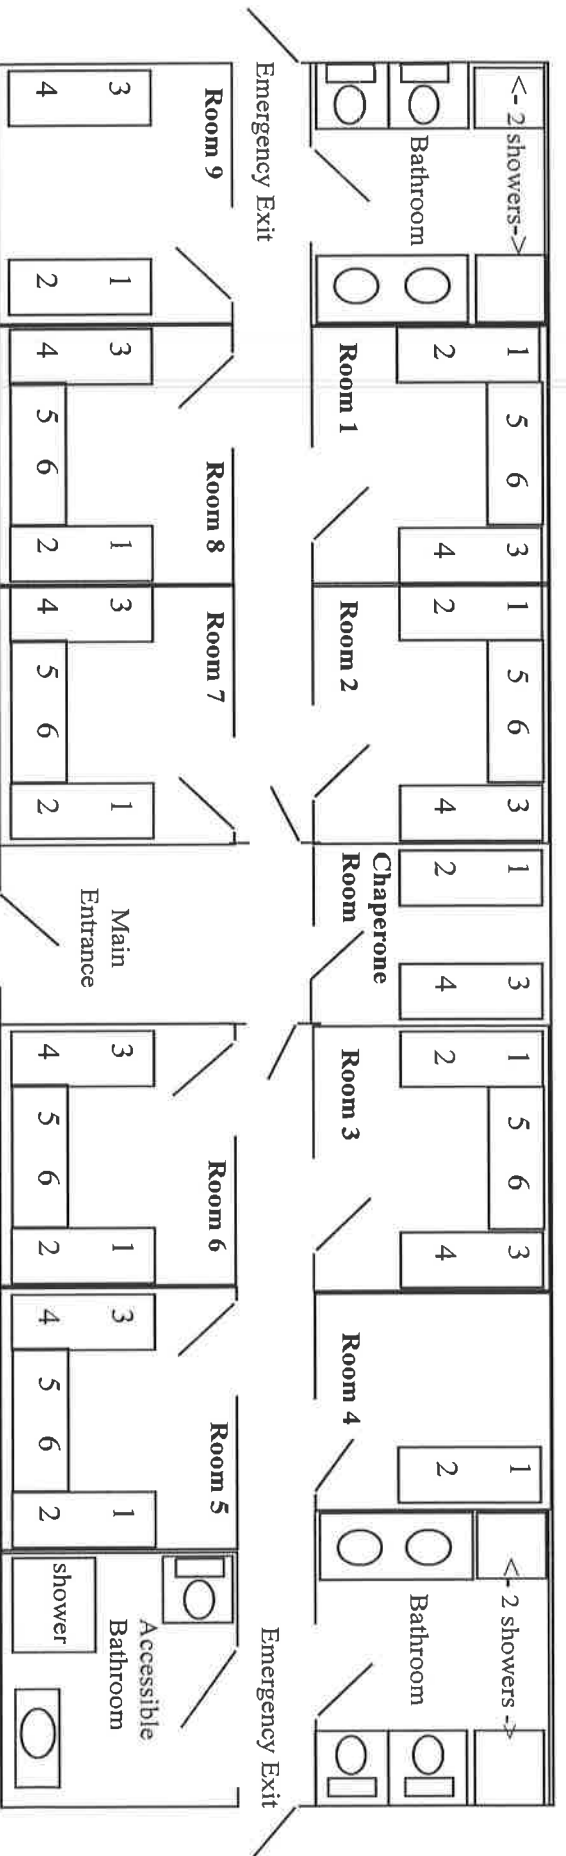 <- 2 showers->
Bathroom
1 5 6 3
2 4
Room 1
1 5 6 3
2 4
Room 2
1 3
2 4
Chaperone
Room
1 5 6 3
2 4
Room 3
1
2
Room 4
<- 2 showers ->
Bathroom
Emergency Exit
Emergency Exit
Room 9
3 1
4 2
Room 8
3 1
4 5 6 2
Room 7
3 1
4 5 6 2
Main
Entrance
Room 6
3 1
4 5 6 2
Room 5
3 1
4 5 6 2
Accessible
Bathroom
shower